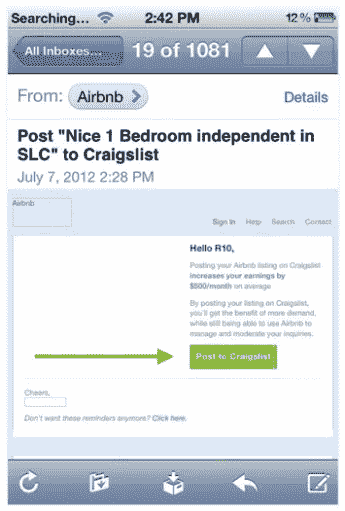 Searching... 2:42 PM 12%
All Inboxes... 19 of 1081
From: Airbnb Details
Post "Nice 1 Bedroom independent in
SLC" to Craigslist
July 7, 2012 2:28 PM
Airbnb
Sign In Help Search Contact
Hello R10,
Posting your Airbnb listing on Craigslist
increases your earnings by
$500/month on average
By posting your listing on Craigslist,
you'll get the benefit of more demand,
while still being able to use Airbnb to
manage and moderate your inquiries.
Post to Craigslist
Cheers,
Don't want these reminders anymore? Click here.